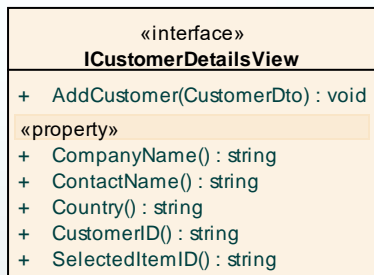 «interface»
ICustomerDetailsView
+ AddCustomer(CustomerDto) : void
«property»
+ CompanyName() : string
+ ContactName() : string
+ Country() : string
+ CustomerID() : string
+ SelectedItemID() : string